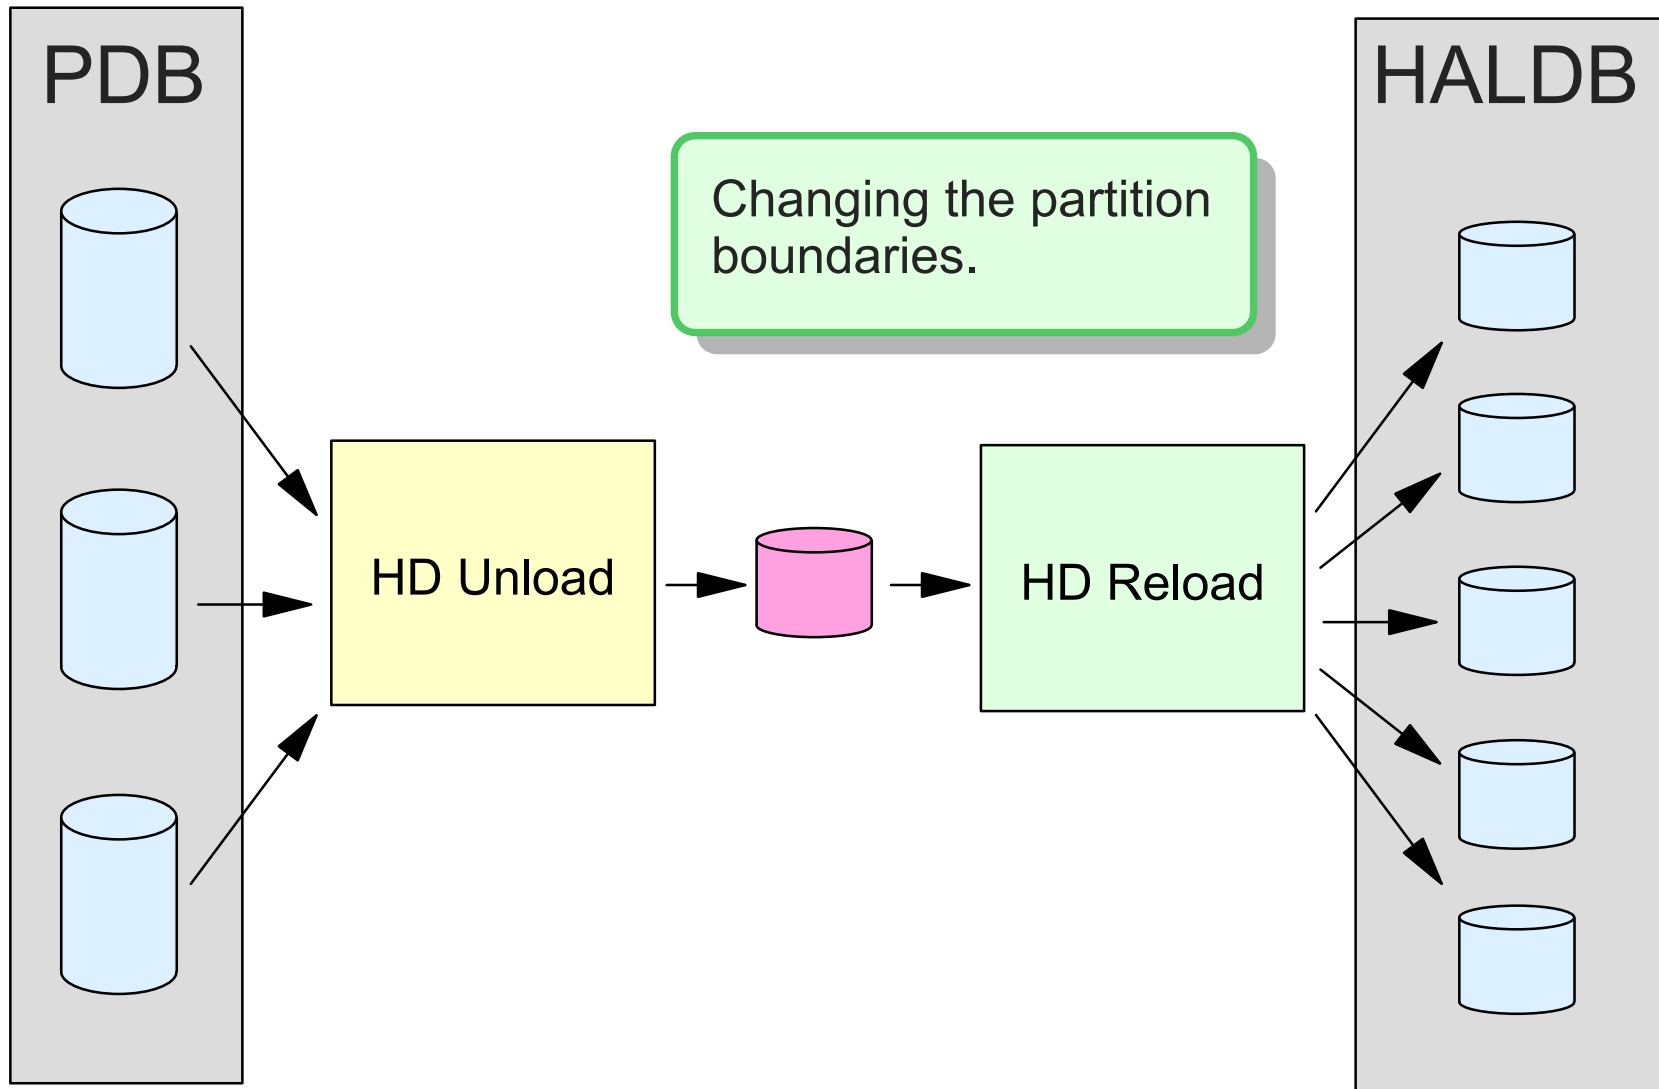 PDB
HALDB
Changing the partition
boundaries.
HD Unload
HD Reload